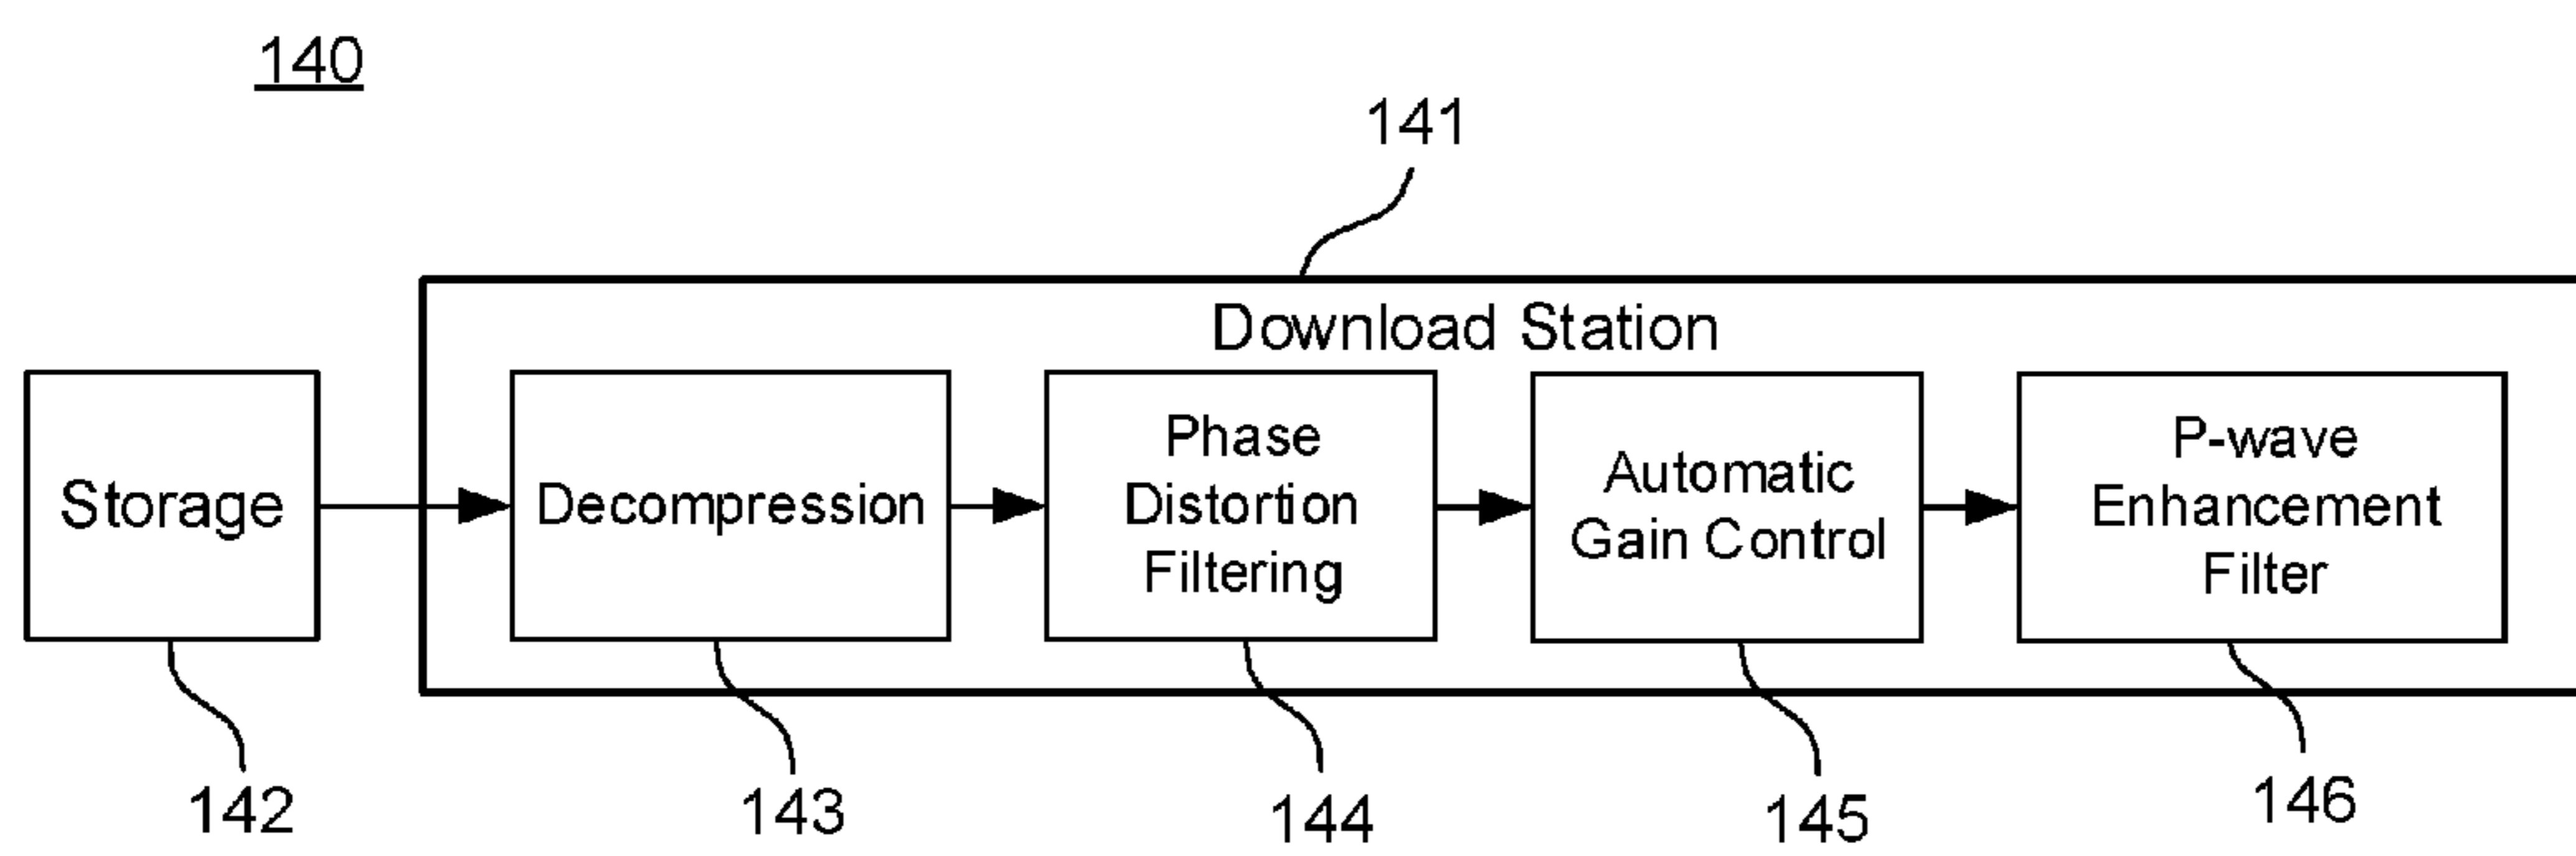 140
141
Download Station
Storage
Decompression
Phase
Distortion
Filtering
Automatic
Gain Control
P-wave
Enhancement
Filter
142
143
144
145
146